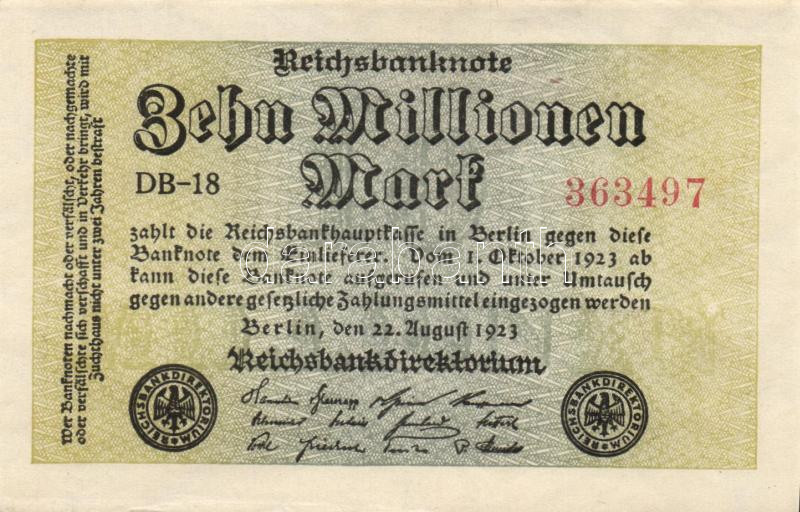 Reichsbanknote
Zehn Millionen
DB-18 Mark 363497
zahlt die Reichsbankhauptkasse in Berlin gegen diese
Banknote dem Einlieferer. Vom 1. Oktober 1923 ab
kann diese Banknote aufgerufen und unter Umtausch
gegen andere gesetzliche Zahlungsmittel eingezogen werden
Berlin, den 22. August 1923
Reichsbankdirektorium
REICHSBANKDIREKTORIUM
REICHSBANKDIREKTORIUM
Wer Banknoten nachmacht oder verfälscht, oder nachgemachte
oder verfälschte sich verschafft und in Verkehr bringt, wird mit
Zuchthaus nicht unter zwei Jahren bestraft